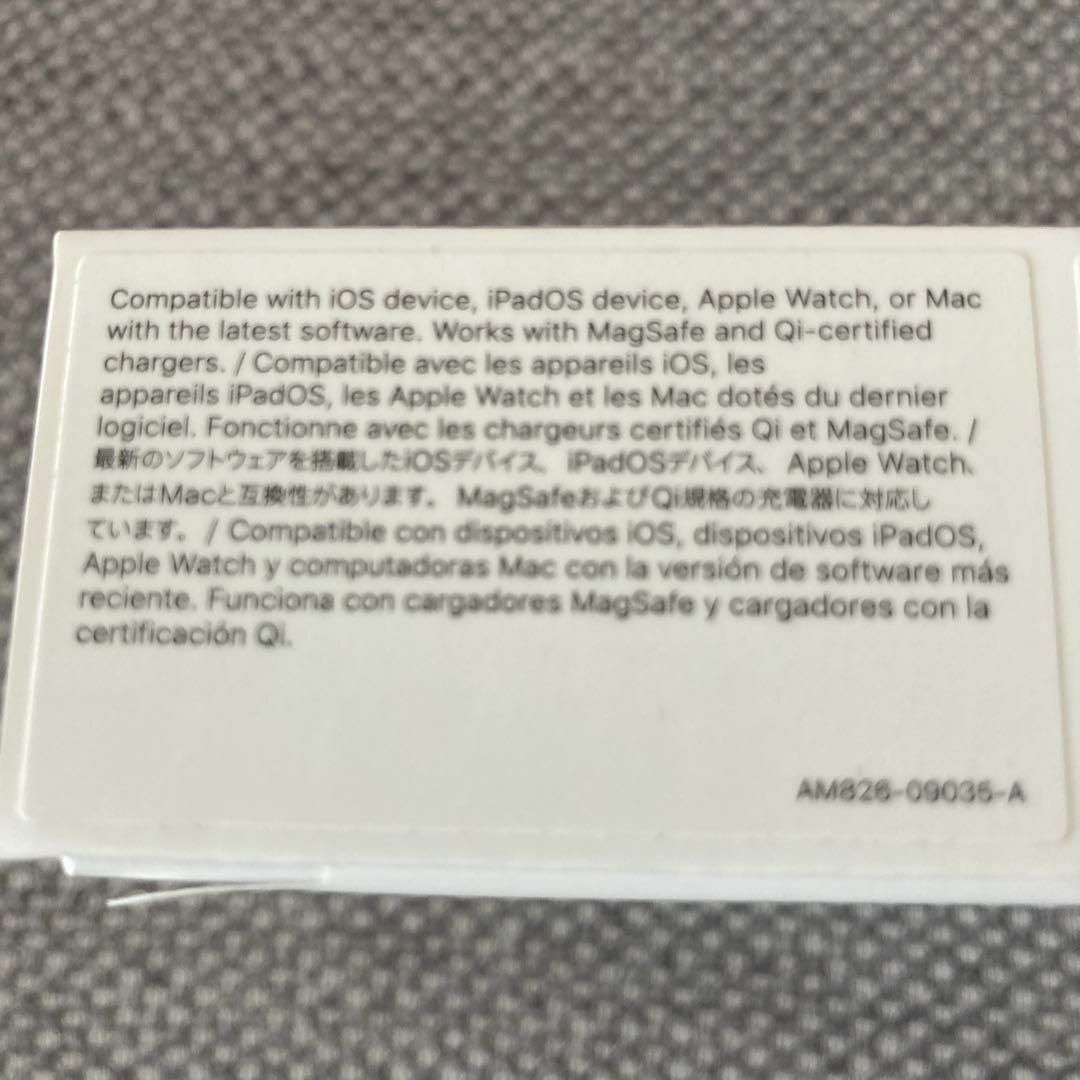 Compatible with iOS device, iPadOS device, Apple Watch, or Mac
with the latest software. Works with MagSafe and Qi-certified
chargers. / Compatible avec les appareils iOS, les
appareils iPadOS, les Apple Watch et les Mac dotés du dernier
logiciel. Fonctionne avec les chargeurs certifiés Qi et MagSafe. /
最新のソフトウェアを搭載したiOSデバイス、iPadOSデバイス、Apple Watch、
またはMacと互換性があります。MagSafeおよびQi規格の充電器に対応し
ています。/ Compatible con dispositivos iOS, dispositivos iPadOS,
Apple Watch y computadoras Mac con la versión de software más
reciente. Funciona con cargadores MagSafe y cargadores con la
certificación Qi.
AM826-09035-A